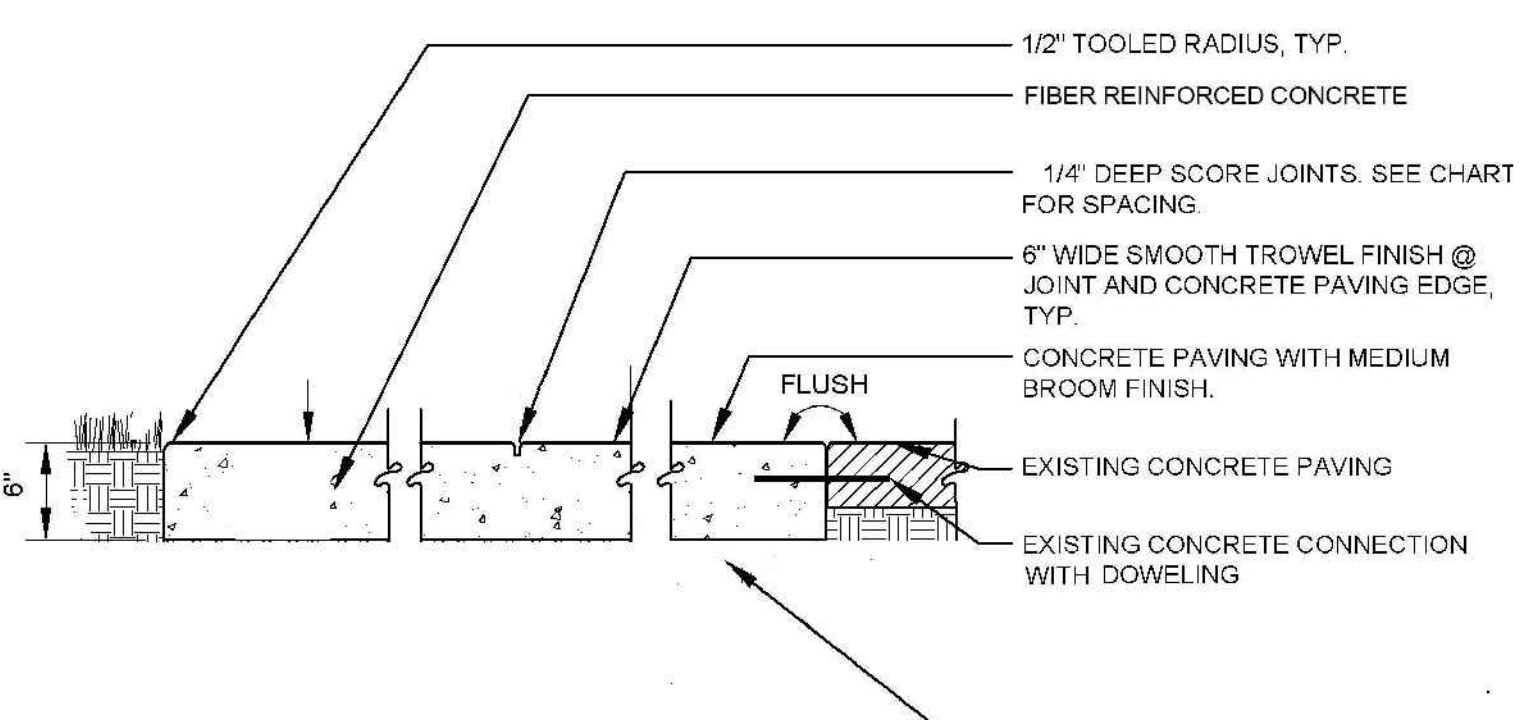 1/2" TOOLED RADIUS, TYP.
FIBER REINFORCED CONCRETE
1/4" DEEP SCORE JOINTS. SEE CHART
FOR SPACING.
6" WIDE SMOOTH TROWEL FINISH @
JOINT AND CONCRETE PAVING EDGE,
TYP.
CONCRETE PAVING WITH MEDIUM
BROOM FINISH.
FLUSH
EXISTING CONCRETE PAVING
6"
EXISTING CONCRETE CONNECTION
WITH DOWELING